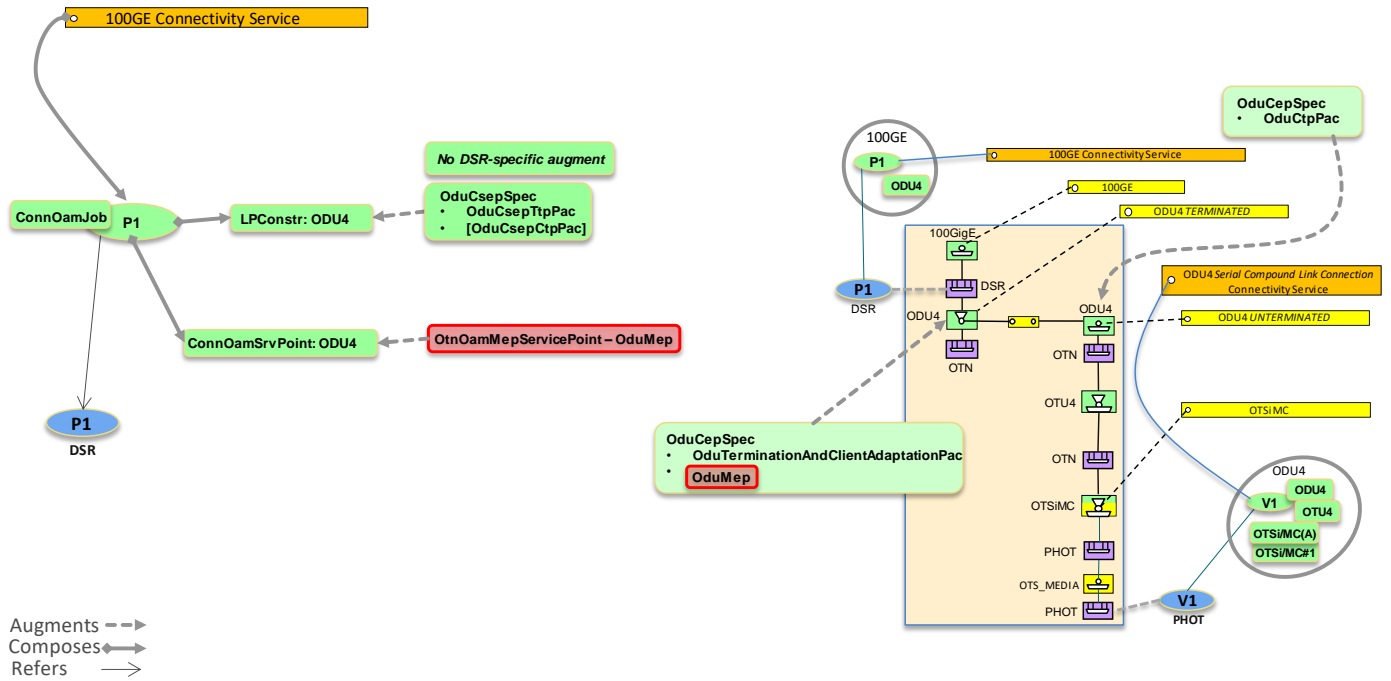 100GE Connectivity Service
ConnOamJob
P1
LPConstr: ODU4
No DSR-specific augment
OduCsepSpec
• OduCsepTtpPac
• [OduCsepCtpPac]
ConnOamSrvPoint: ODU4
OtnOamMepServicePoint – OduMep
P1
DSR
Augments
Composes
Refers
OduCepSpec
• OduCtpPac
100GE
P1
ODU4
100GE Connectivity Service
100GE
ODU4 TERMINATED
100GigE
P1
DSR
DSR
ODU4
OTN
ODU4
ODU4 Serial Compound Link Connection
Connectivity Service
ODU4 UNTERMINATED
OTN
OTU4
OTSiMC
OTN
OduCepSpec
• OduTerminationAndClientAdaptationPac
• OduMep
OTSiMC
PHOT
OTS_MEDIA
PHOT
ODU4
V1
ODU4
OTU4
OTSi/MC(A)
OTSi/MC#1
V1
PHOT